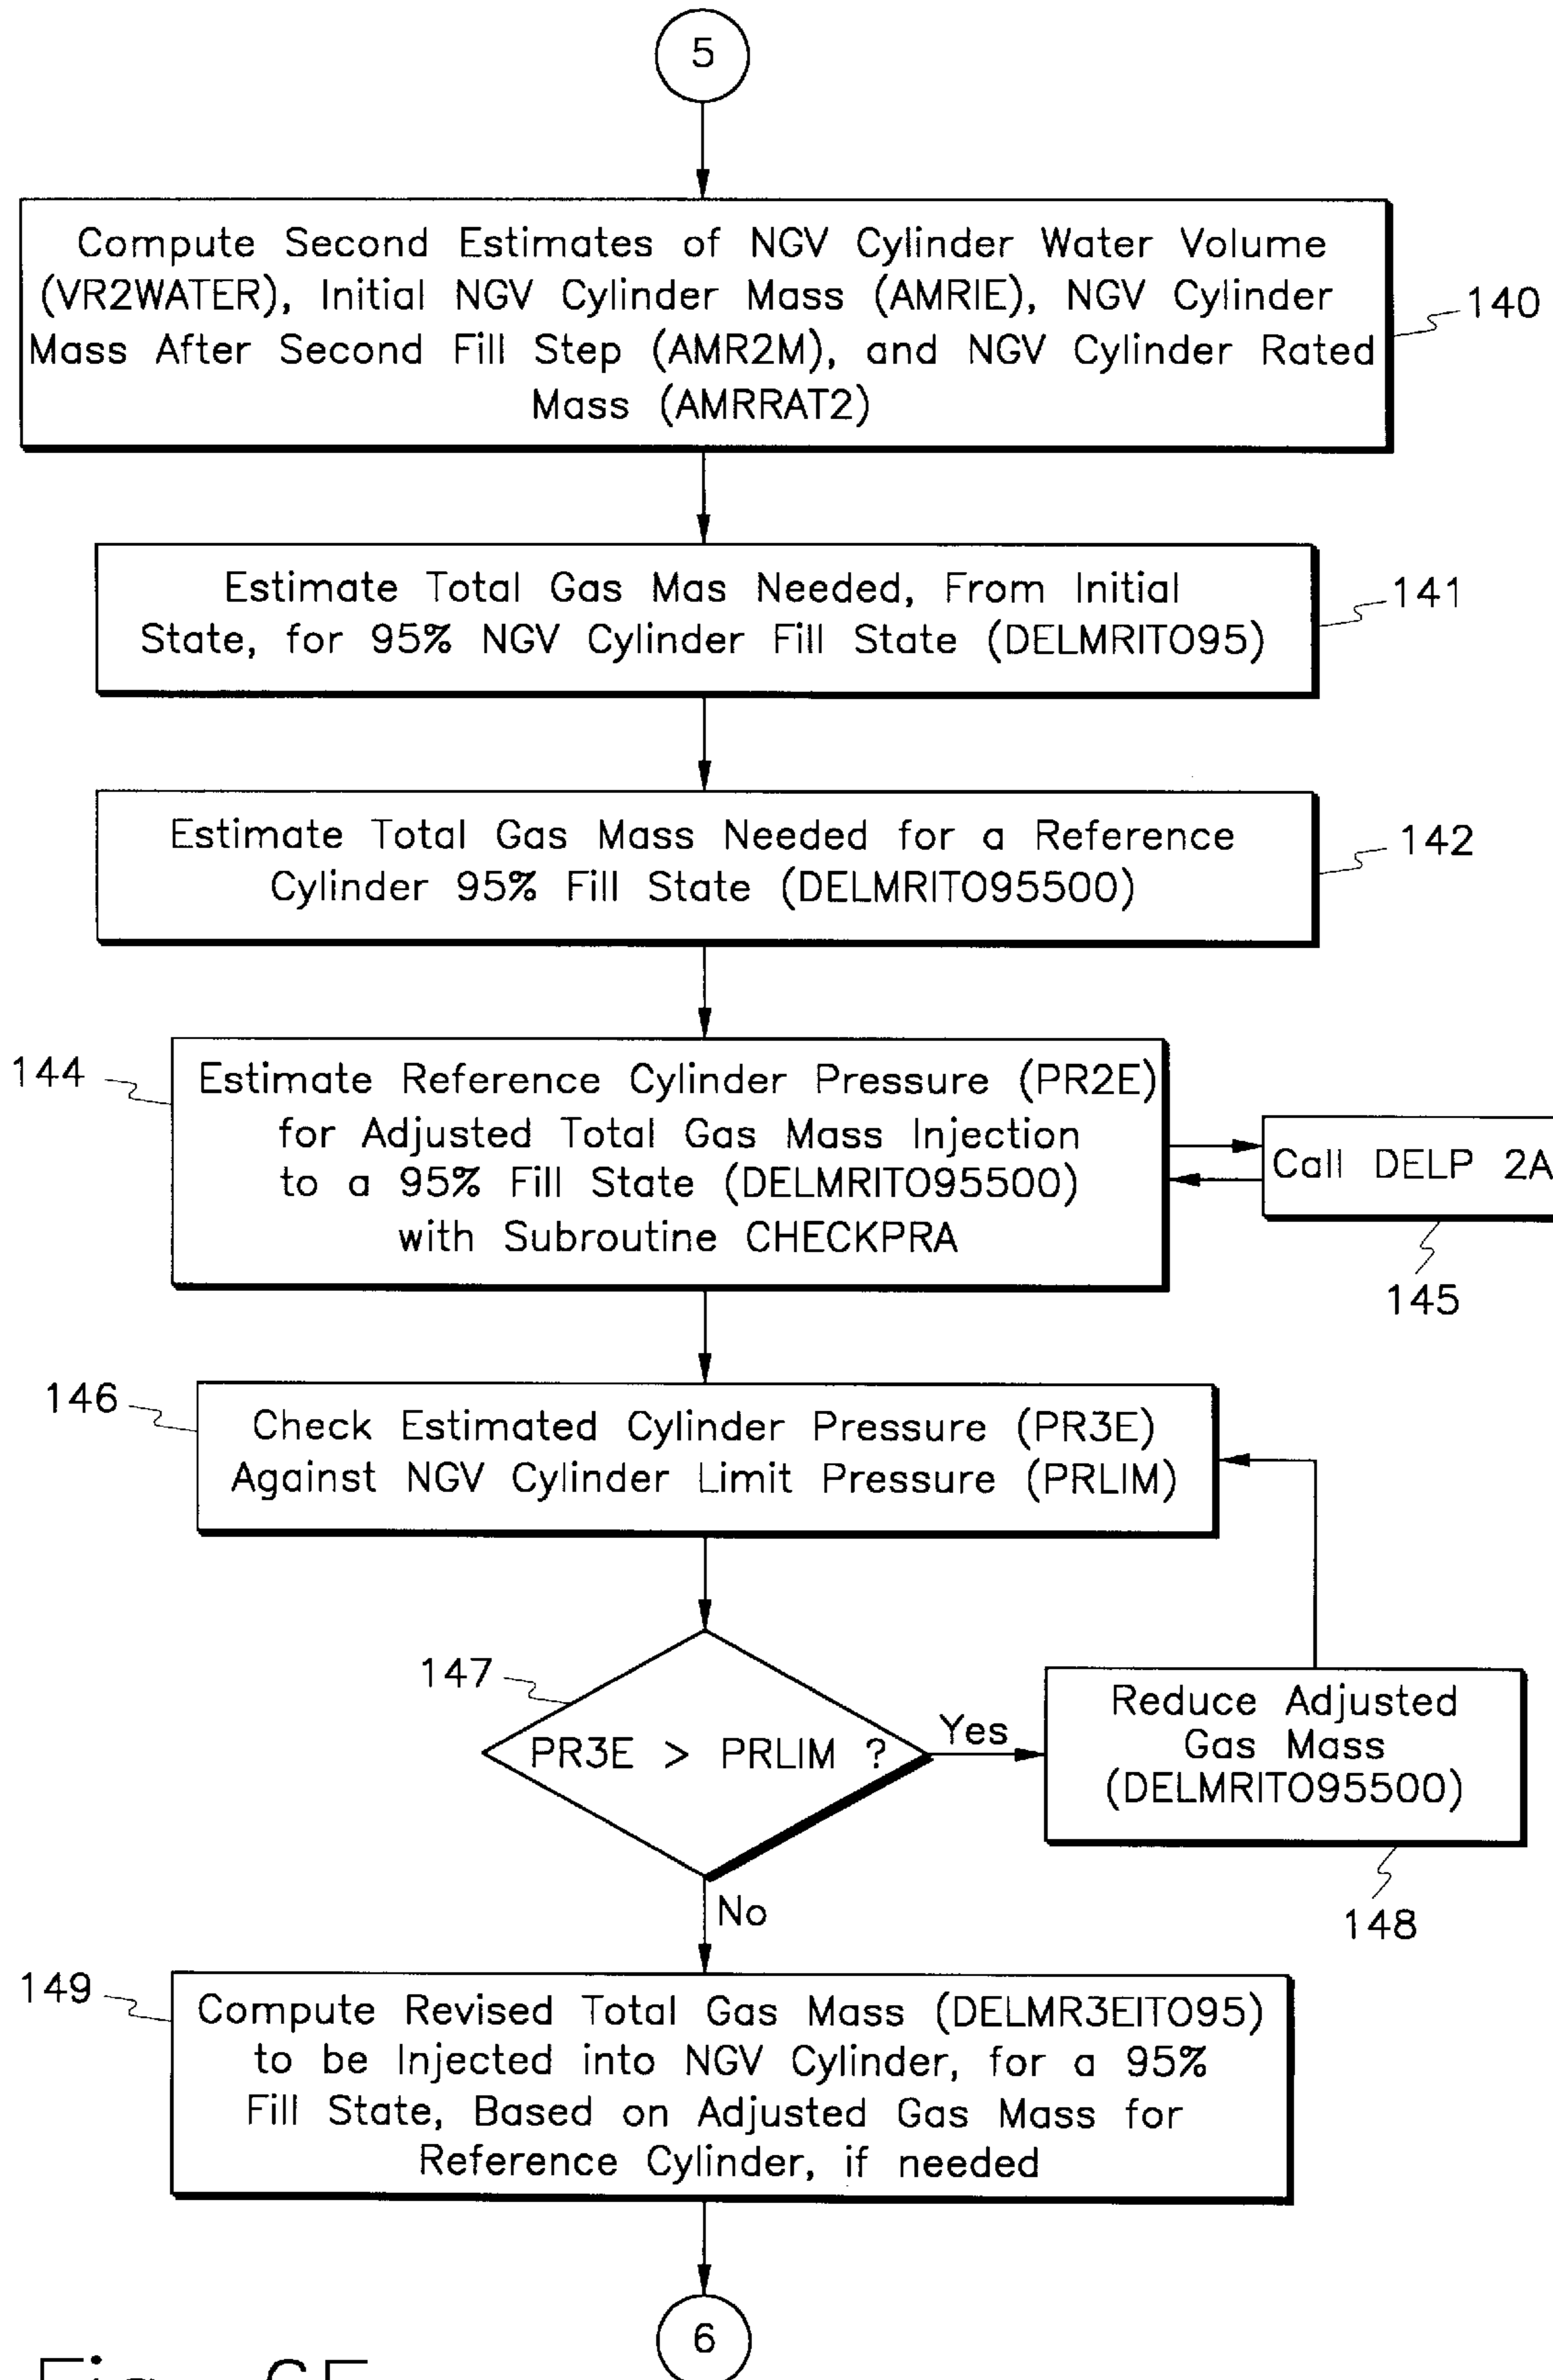 5
Compute Second Estimates of NGV Cylinder Water Volume
(VR2WATER), Initial NGV Cylinder Mass (AMRIE), NGV Cylinder
Mass After Second Fill Step (AMR2M), and NGV Cylinder Rated
Mass (AMRRAT2)
140
Estimate Total Gas Mas Needed, From Initial
State, for 95% NGV Cylinder Fill State (DELMRITO95)
141
Estimate Total Gas Mass Needed for a Reference
Cylinder 95% Fill State (DELMRITO95500)
142
144
Estimate Reference Cylinder Pressure (PR2E)
for Adjusted Total Gas Mass Injection
to a 95% Fill State (DELMRITO95500)
with Subroutine CHECKPRA
Call DELP 2A
145
146
Check Estimated Cylinder Pressure (PR3E)
Against NGV Cylinder Limit Pressure (PRLIM)
147
PR3E > PRLIM ?
Yes
Reduce Adjusted
Gas Mass
(DELMRITO95500)
148
No
149
Compute Revised Total Gas Mass (DELMR3EITO95)
to be Injected into NGV Cylinder, for a 95%
Fill State, Based on Adjusted Gas Mass for
Reference Cylinder, if needed
6